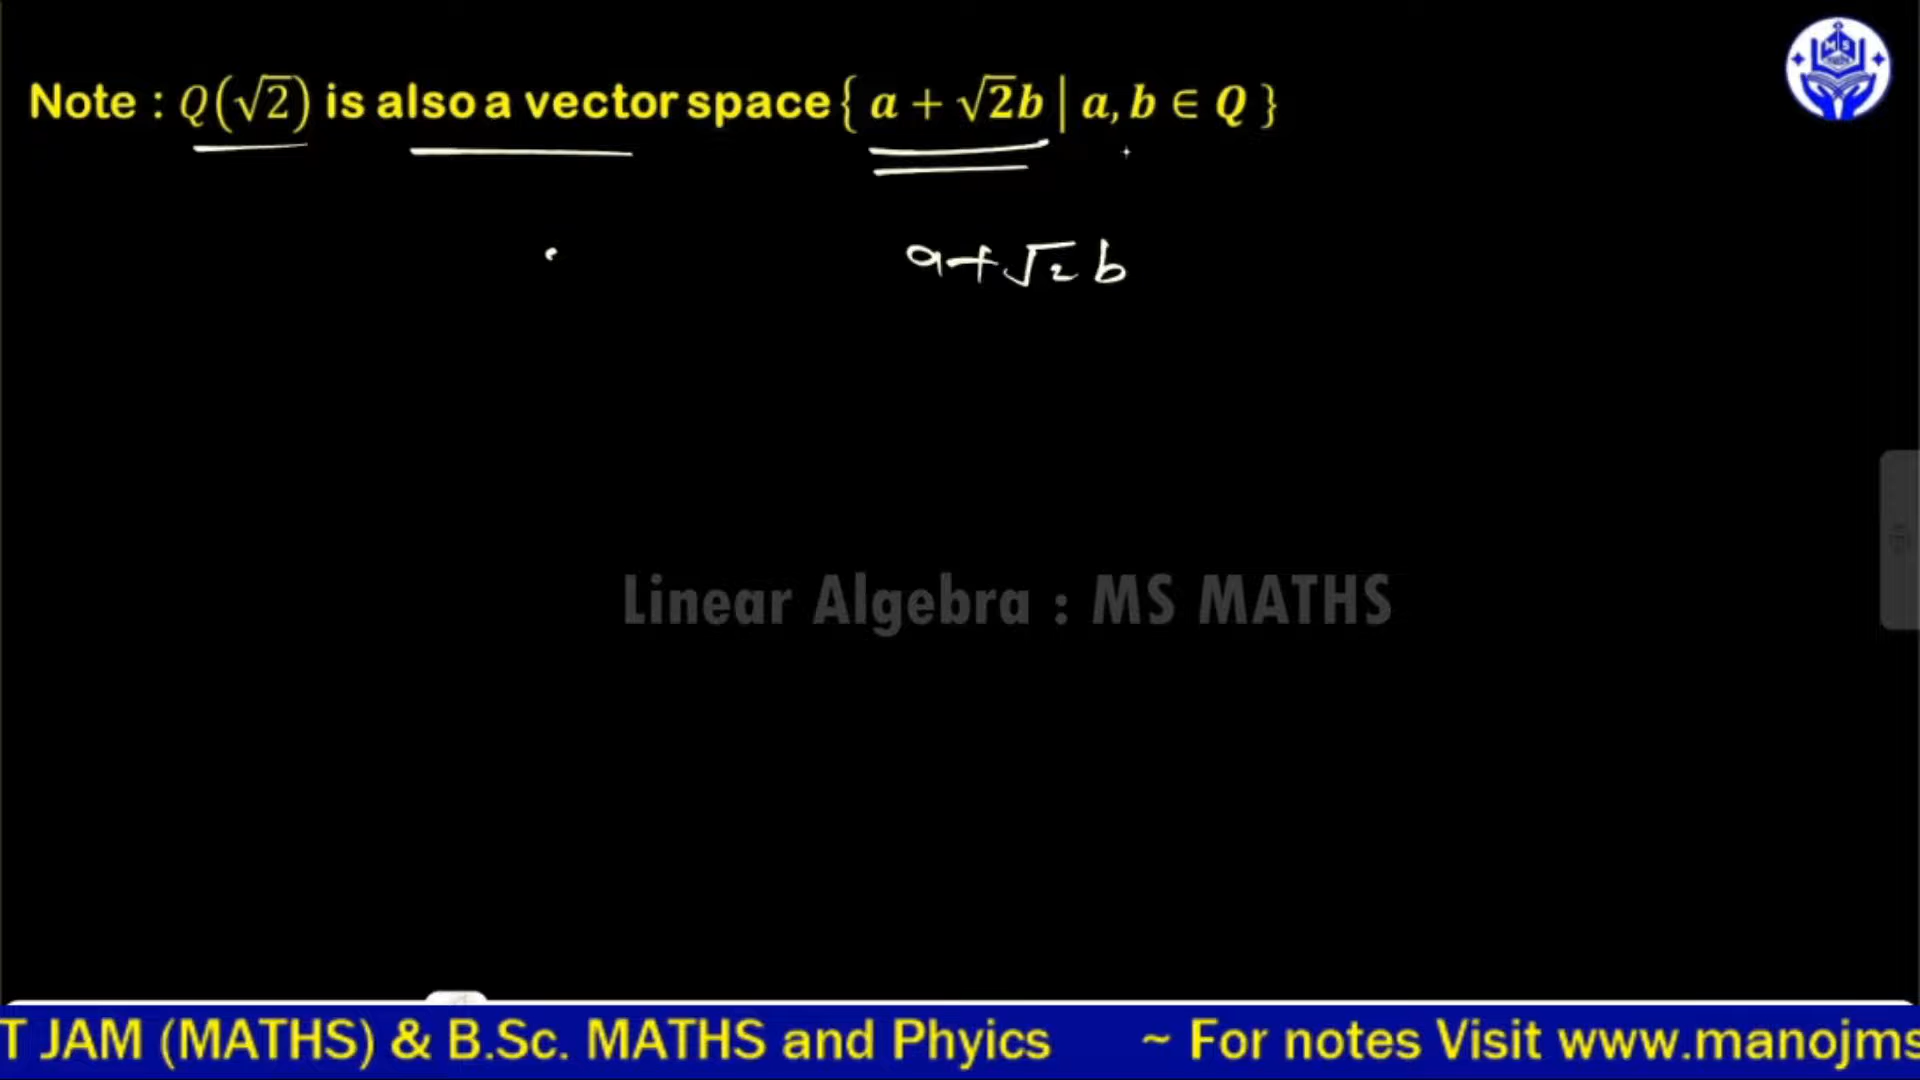 Note : Q(√2) is also a vector space { a + √2b | a, b ∈ Q }
a+√2 b
Linear Algebra : MS MATHS
T JAM (MATHS) & B.Sc. MATHS and Phyics ~ For notes Visit www.manojms